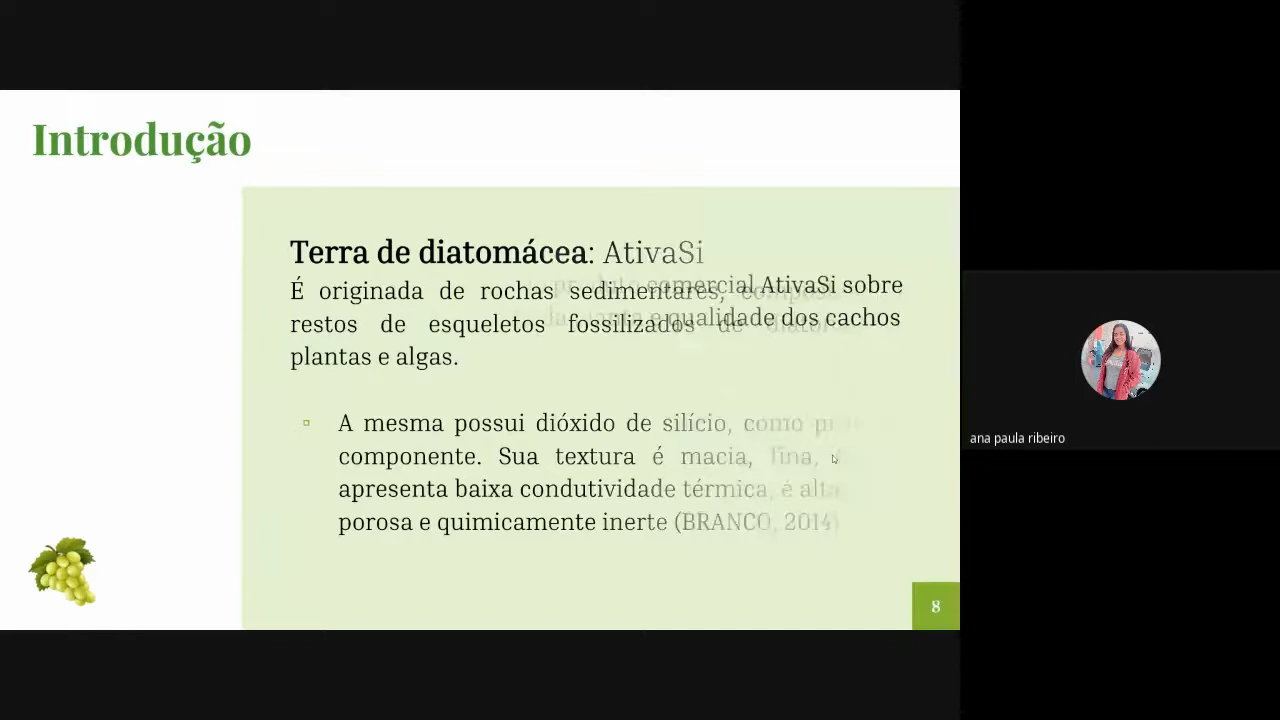 Introdução
Terra de diatomácea: AtivaSi
comercial AtivaSi sobre
É originada de rochas sedimentares,
e qualidade dos cachos
restos de esqueletos fossilizados de
plantas e algas.
▫ A mesma possui dióxido de silício, como
componente. Sua textura é macia, fina,
apresenta baixa condutividade térmica, é
porosa e quimicamente inerte (BRANCO, 2014)
8
ana paula ribeiro